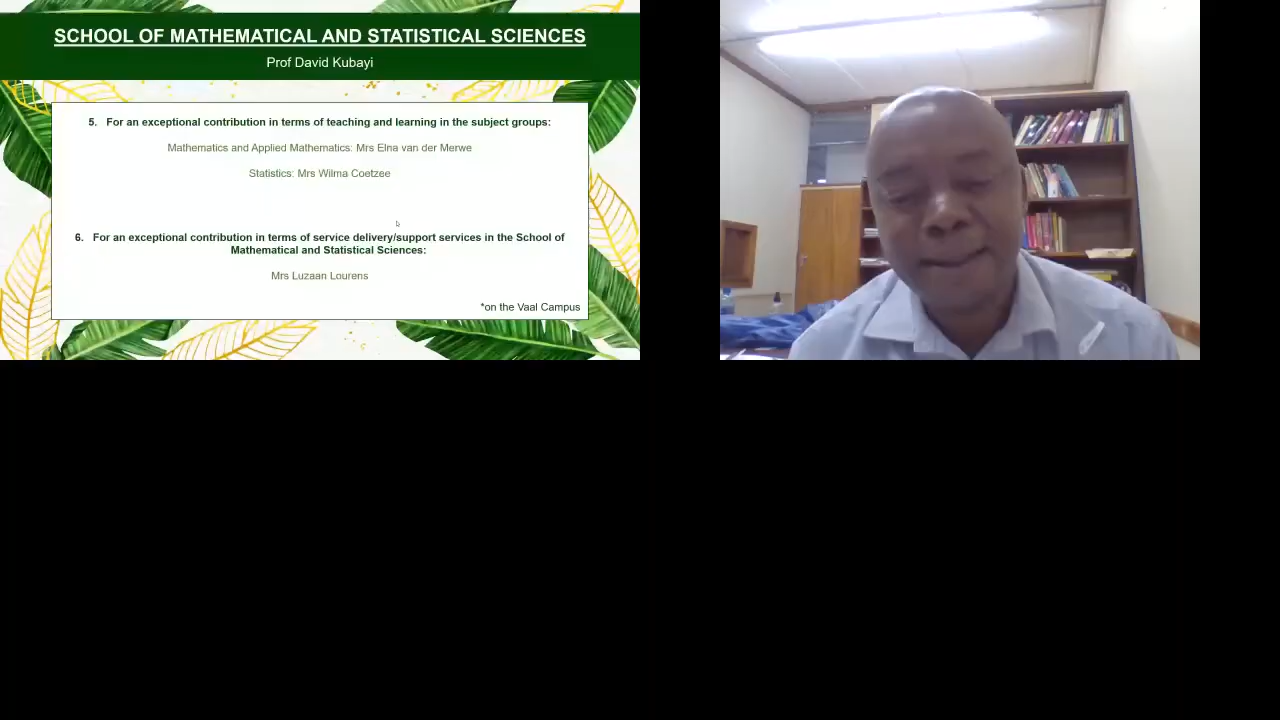 SCHOOL OF MATHEMATICAL AND STATISTICAL SCIENCES
Prof David Kubayi
5. For an exceptional contribution in terms of teaching and learning in the subject groups:
Mathematics and Applied Mathematics: Mrs Elna van der Merwe
Statistics: Mrs Wilma Coetzee
6. For an exceptional contribution in terms of service delivery/support services in the School of
Mathematical and Statistical Sciences:
Mrs Luzaan Lourens
*on the Vaal Campus